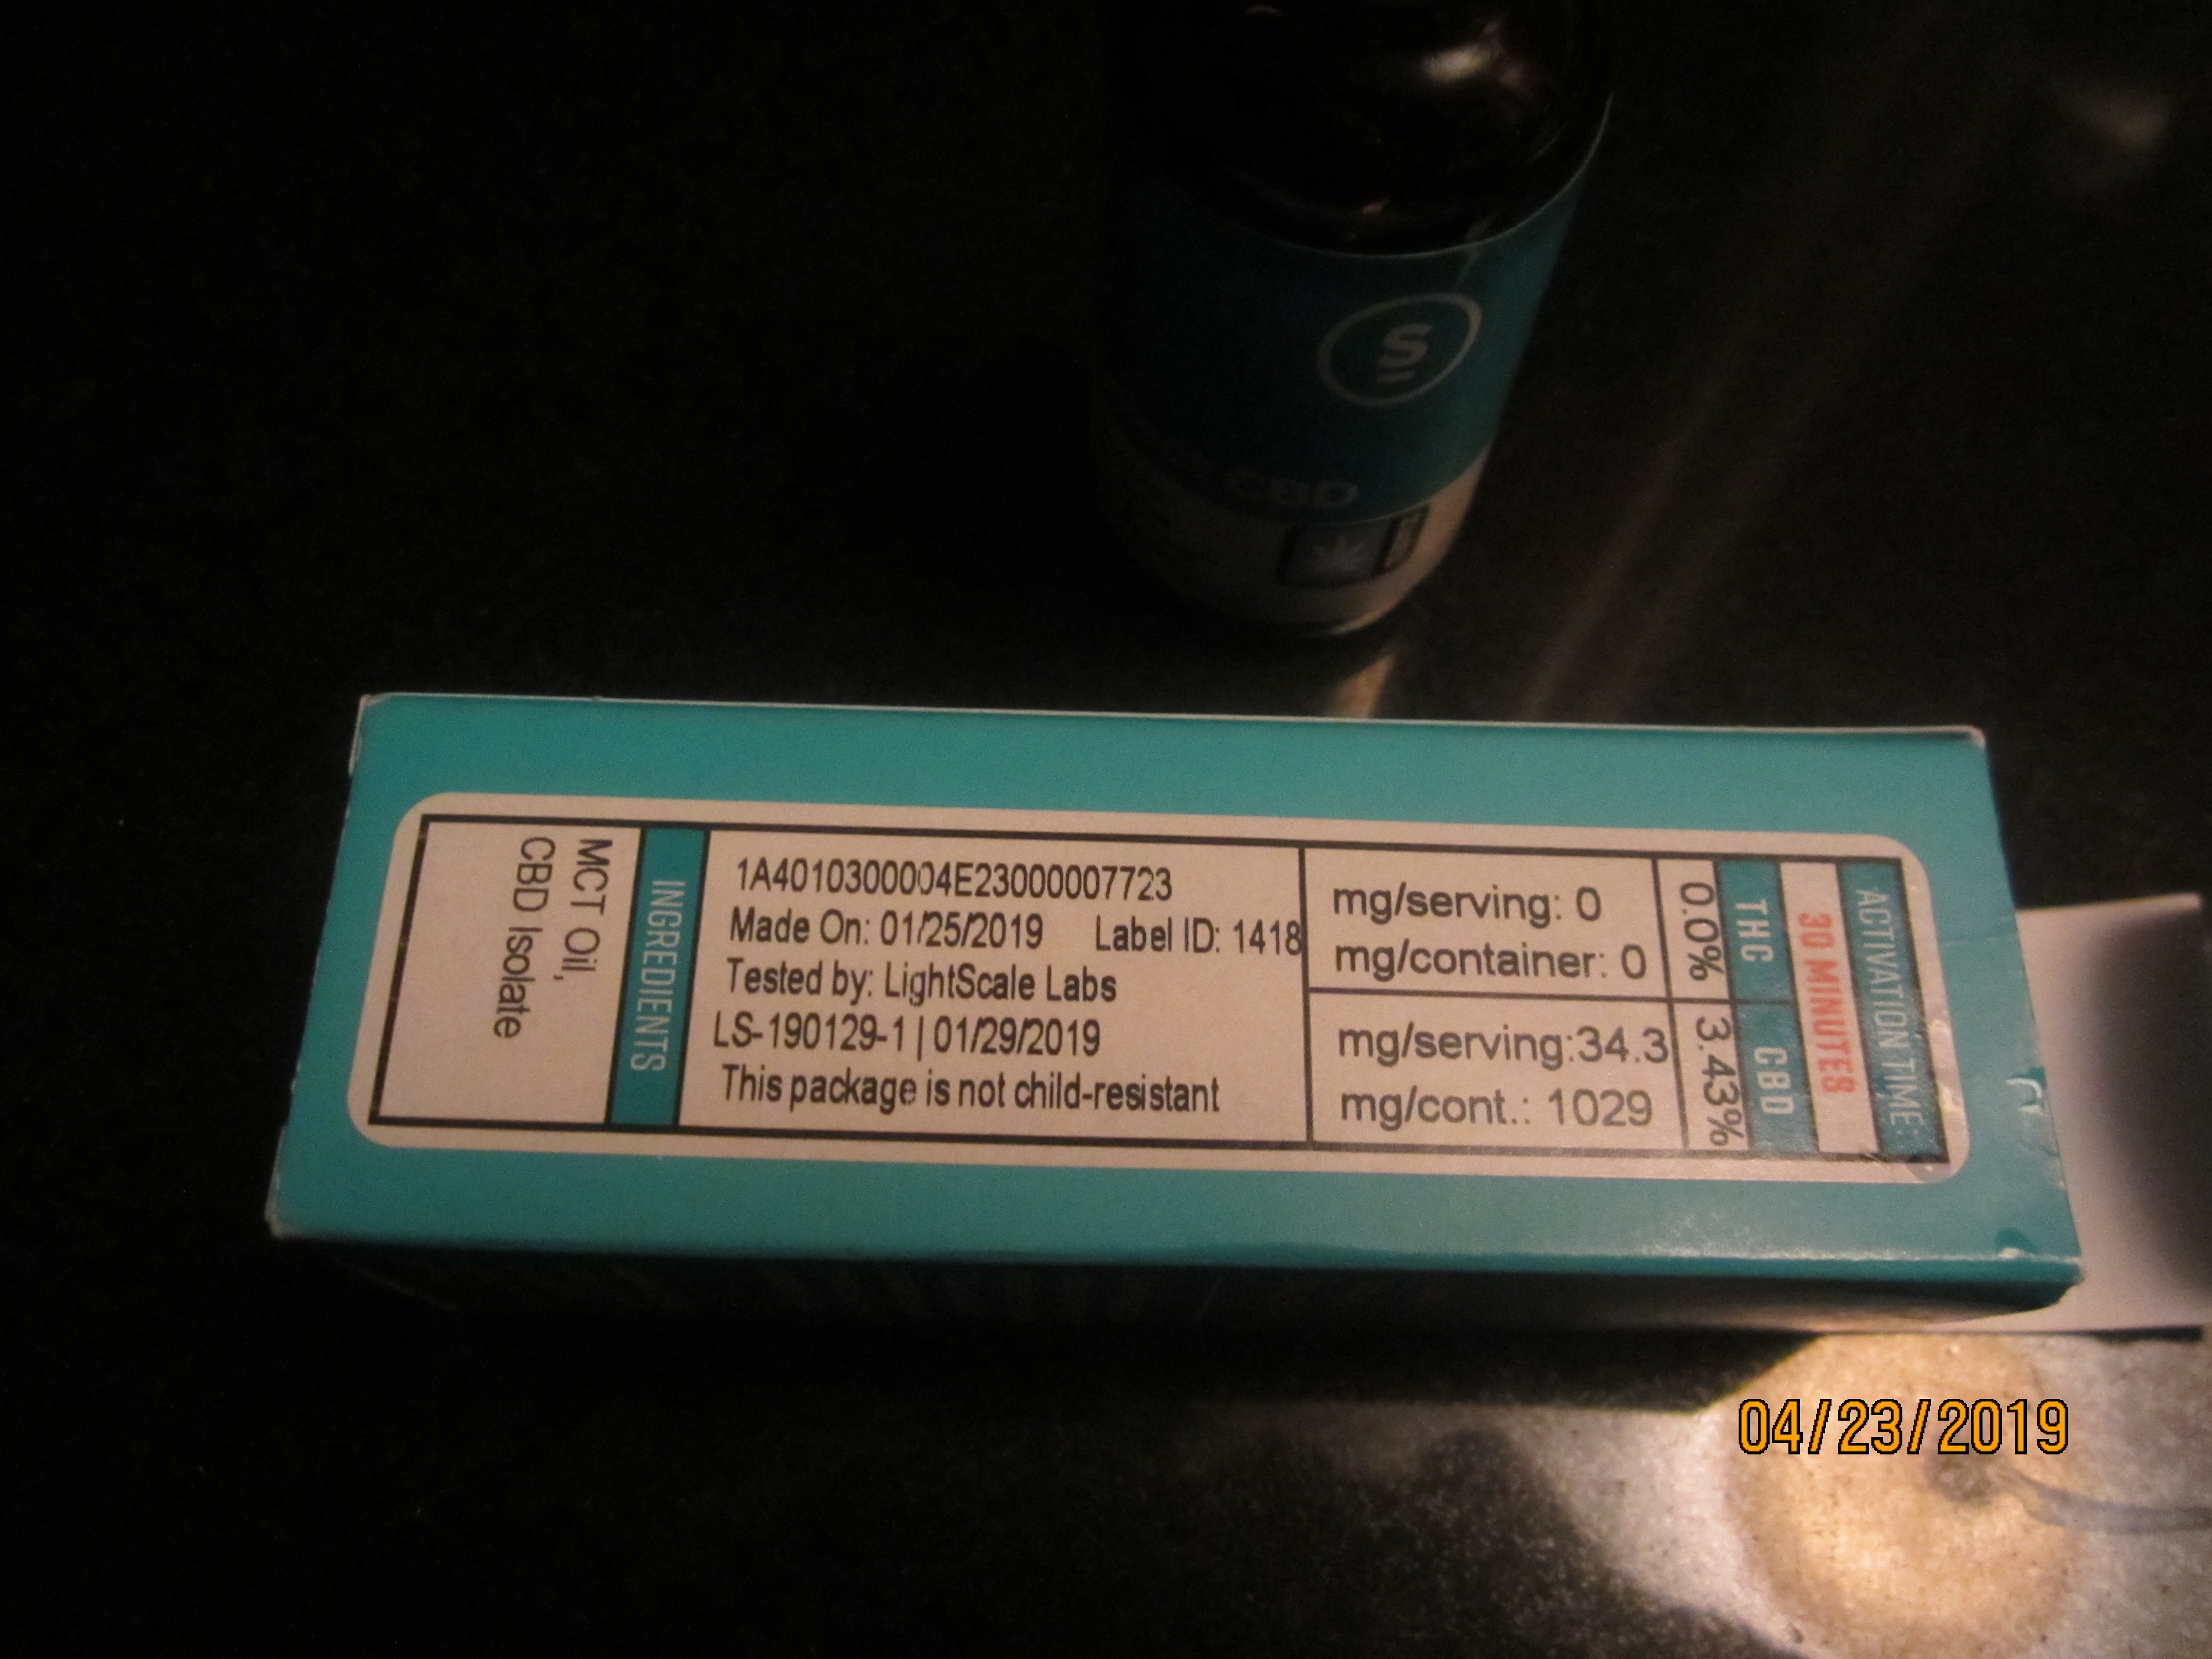 S
CBD
ACTIVATION TIME:
30 MINUTES
THC CBD
0.0% 3.43%
mg/serving: 0
mg/container: 0
mg/serving:34.3
mg/cont.: 1029
1A4010300004E23000007723
Made On: 01/25/2019 Label ID: 1418
Tested by: LightScale Labs
LS-190129-1 | 01/29/2019
This package is not child-resistant
INGREDIENTS
MCT Oil,
CBD Isolate
04/23/2019